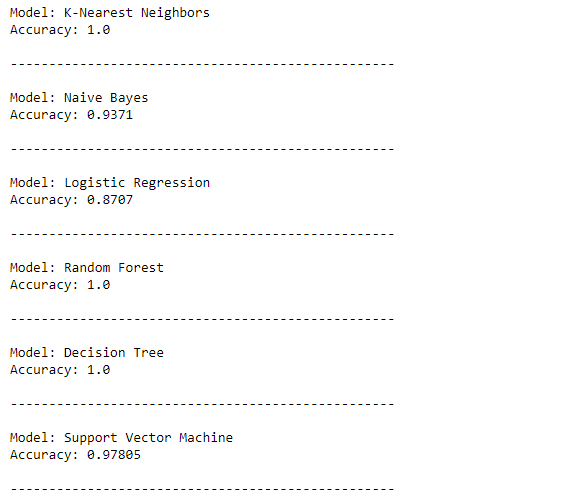 Model: K-Nearest Neighbors
Accuracy: 1.0
--------------------------------------------------
Model: Naive Bayes
Accuracy: 0.9371
--------------------------------------------------
Model: Logistic Regression
Accuracy: 0.8707
--------------------------------------------------
Model: Random Forest
Accuracy: 1.0
--------------------------------------------------
Model: Decision Tree
Accuracy: 1.0
--------------------------------------------------
Model: Support Vector Machine
Accuracy: 0.97805
--------------------------------------------------